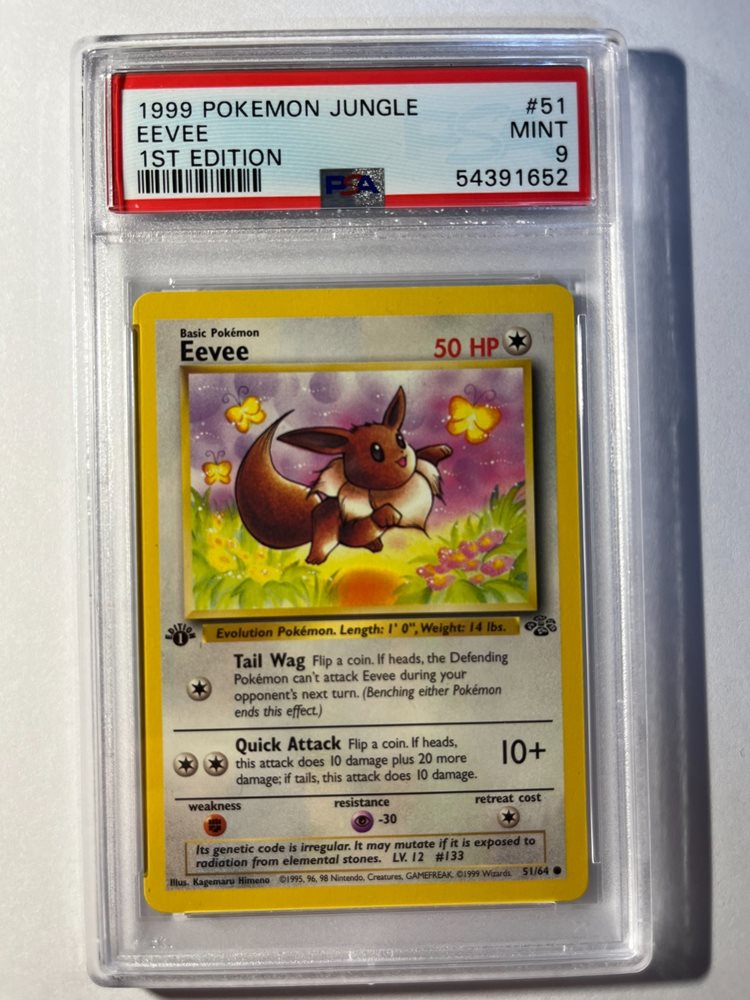 1999 POKEMON JUNGLE #51
EEVEE MINT
1ST EDITION 9
PSA 54391652
Basic Pokémon
Eevee 50 HP
EDITION
1
Evolution Pokémon. Length: 1' 0", Weight: 14 lbs.
Tail Wag Flip a coin. If heads, the Defending
Pokémon can't attack Eevee during your
opponent's next turn. (Benching either Pokémon
ends this effect.)
Quick Attack Flip a coin. If heads, 10+
this attack does 10 damage plus 20 more
damage; if tails, this attack does 10 damage.
weakness resistance retreat cost
-30
Its genetic code is irregular. It may mutate if it is exposed to
radiation from elemental stones. LV. 12 #133
Illus. Kagemaru Himeno ©1995, 96, 98 Nintendo, Creatures, GAMEFREAK. ©1999 Wizards. 51/64